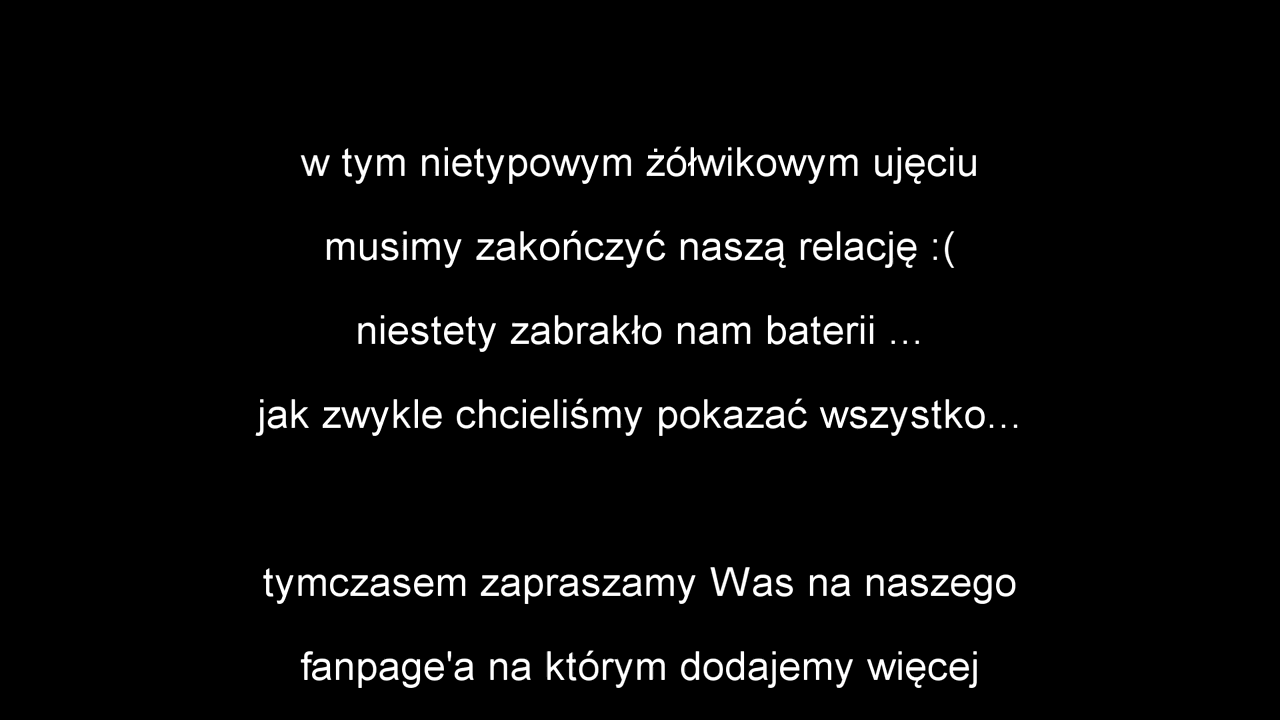 w tym nietypowym żółwikowym ujęciu
musimy zakończyć naszą relację :(
niestety zabrakło nam baterii ...
jak zwykle chcieliśmy pokazać wszystko...
tymczasem zapraszamy Was na naszego
fanpage'a na którym dodajemy więcej